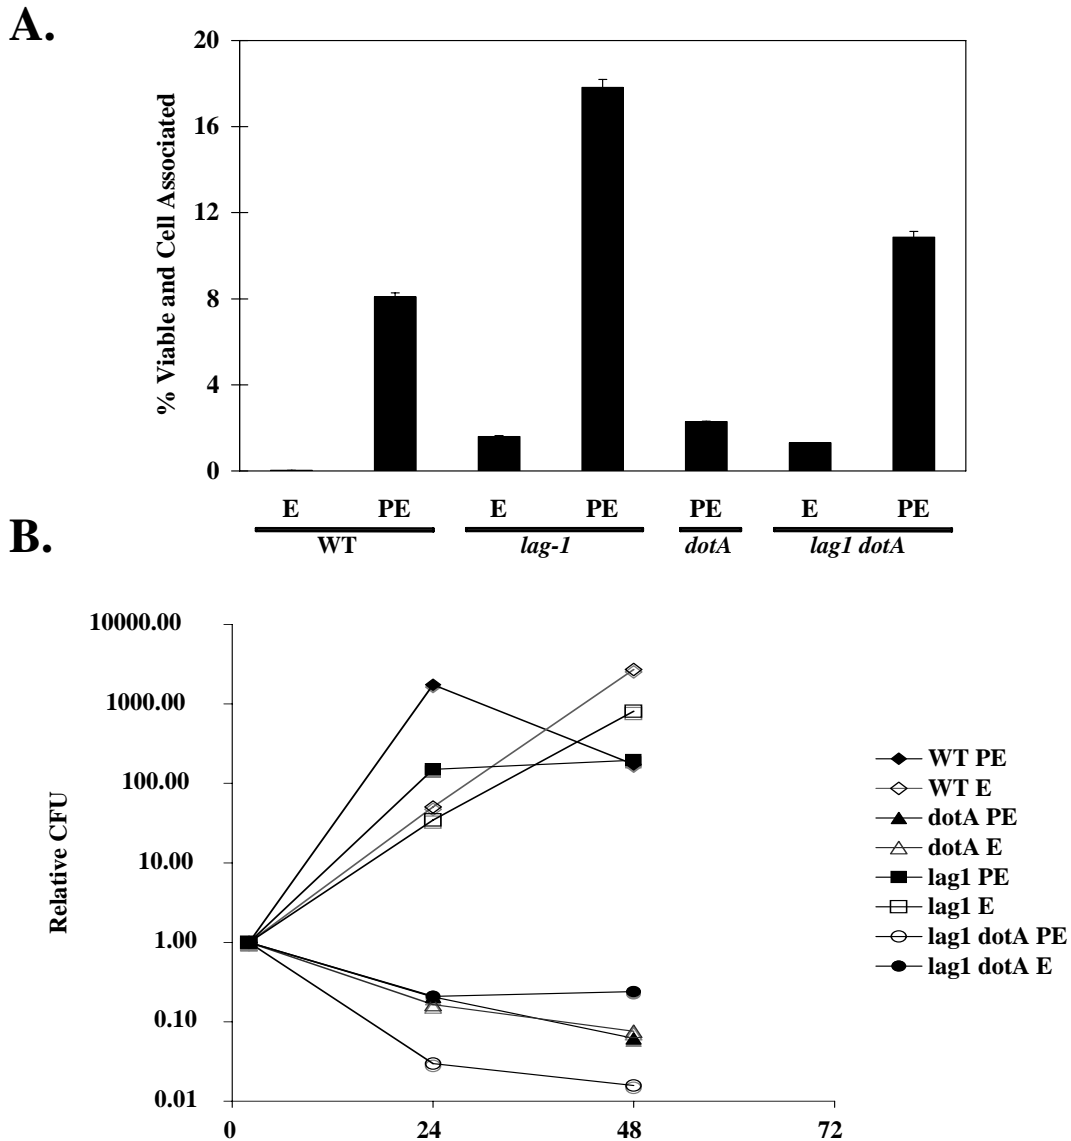 A.
20
16
12
8
4
0
% Viable and Cell Associated
E PE E PE PE E PE
WT lag-1 dotA lag1 dotA
B.
10000.00
1000.00
100.00
10.00
1.00
0.10
0.01
Relative CFU
0 24 48 72
WT PE
WT E
dotA PE
dotA E
lag1 PE
lag1 E
lag1 dotA PE
lag1 dotA E